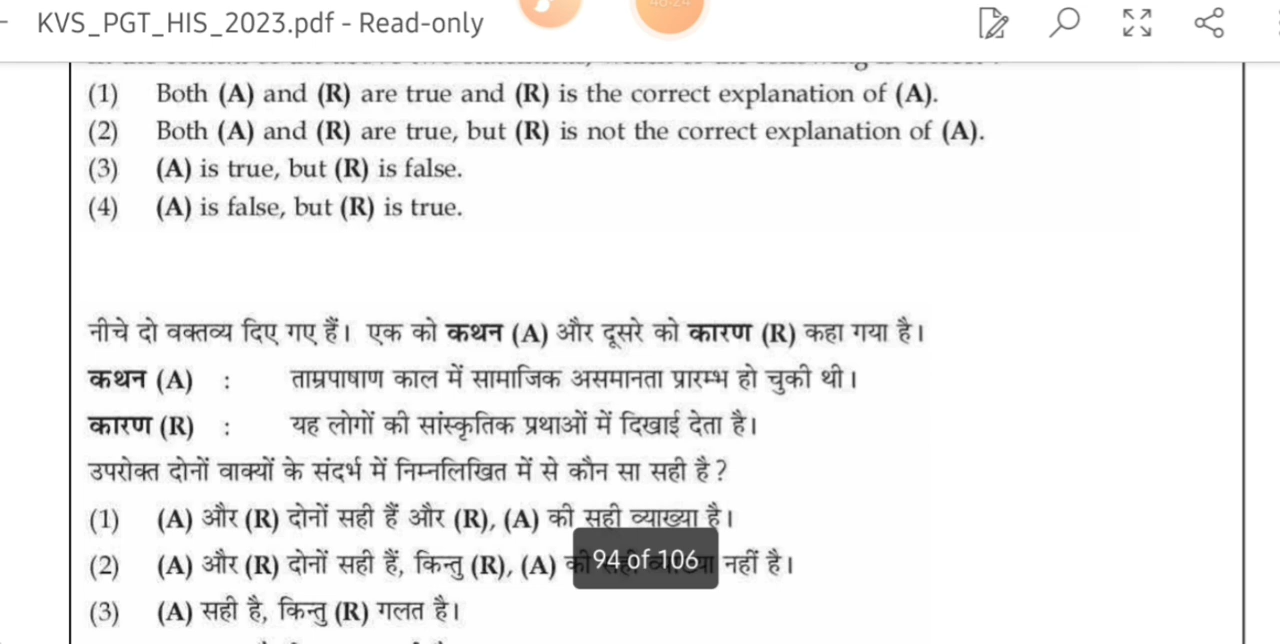 KVS_PGT_HIS_2023.pdf - Read-only
(1) Both (A) and (R) are true and (R) is the correct explanation of (A).
(2) Both (A) and (R) are true, but (R) is not the correct explanation of (A).
(3) (A) is true, but (R) is false.
(4) (A) is false, but (R) is true.
नीचे दो वक्तव्य दिए गए हैं। एक को कथन (A) और दूसरे को कारण (R) कहा गया है।
कथन (A) : ताम्रपाषाण काल में सामाजिक असमानता प्रारम्भ हो चुकी थी।
कारण (R) : यह लोगों की सांस्कृतिक प्रथाओं में दिखाई देता है।
उपरोक्त दोनों वाक्यों के संदर्भ में निम्नलिखित में से कौन सा सही है ?
(1) (A) और (R) दोनों सही हैं और (R), (A) की सही व्याख्या है।
(2) (A) और (R) दोनों सही हैं, किन्तु (R), (A) नहीं है।
94 of 106
(3) (A) सही है, किन्तु (R) गलत है।